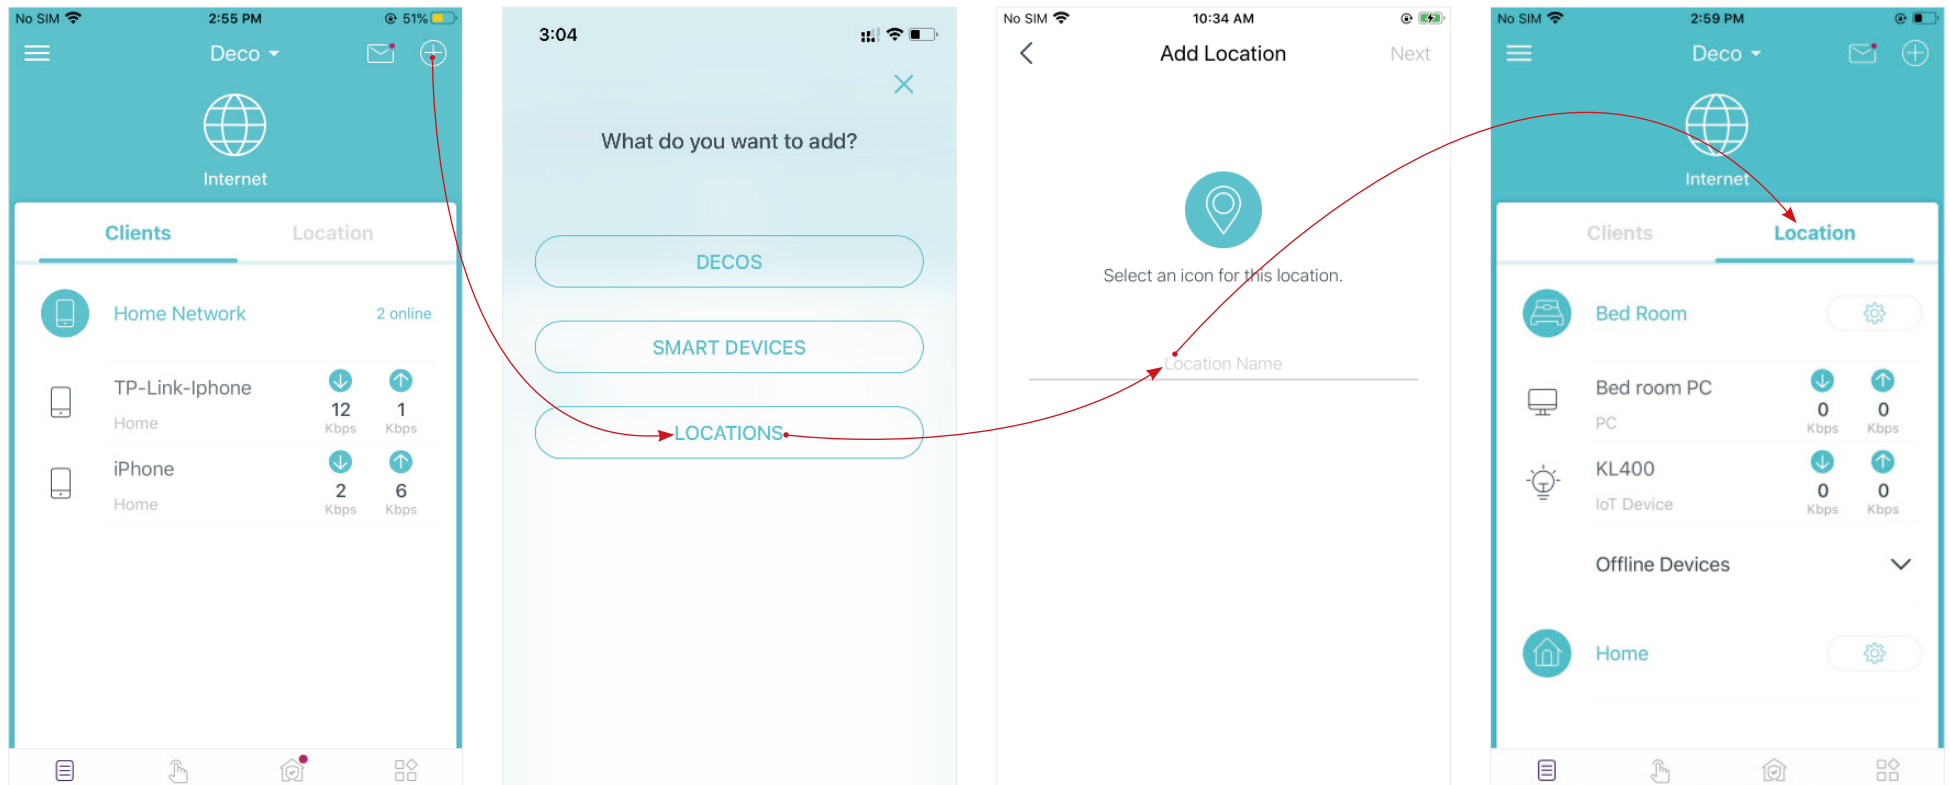 No SIM 2:55 PM 51%
Deco
Internet
Clients Location
Home Network 2 online
TP-Link-Iphone
12 1
Home Kbps Kbps
iPhone
2 6
Home Kbps Kbps
3:04
What do you want to add?
DECOS
SMART DEVICES
LOCATIONS
No SIM 10:34 AM
Add Location Next
Select an icon for this location.
Location Name
No SIM 2:59 PM
Deco
Internet
Clients Location
Bed Room
Bed room PC
0 0
PC Kbps Kbps
KL400
0 0
IoT Device Kbps Kbps
Offline Devices
Home